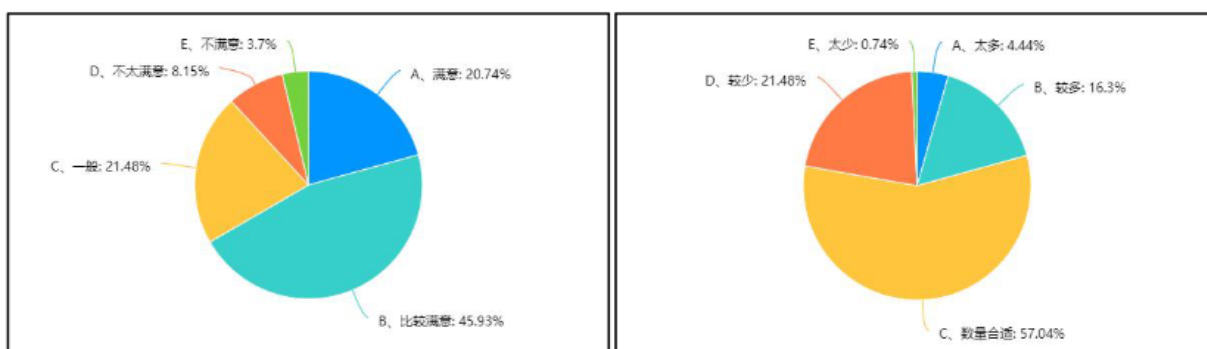 E、不满意: 3.7%
D、不太满意: 8.15%
A、满意: 20.74%
C、一般: 21.48%
B、比较满意: 45.93%
E、太少: 0.74%
A、太多: 4.44%
D、较少: 21.48%
B、较多: 16.3%
C、数量合适: 57.04%